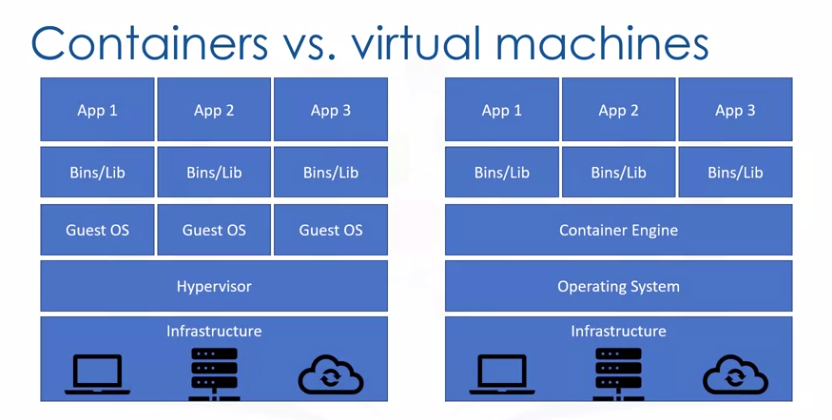 Containers vs. virtual machines
App 1 App 2 App 3
Bins/Lib Bins/Lib Bins/Lib
Guest OS Guest OS Guest OS
Hypervisor
Infrastructure
App 1 App 2 App 3
Bins/Lib Bins/Lib Bins/Lib
Container Engine
Operating System
Infrastructure